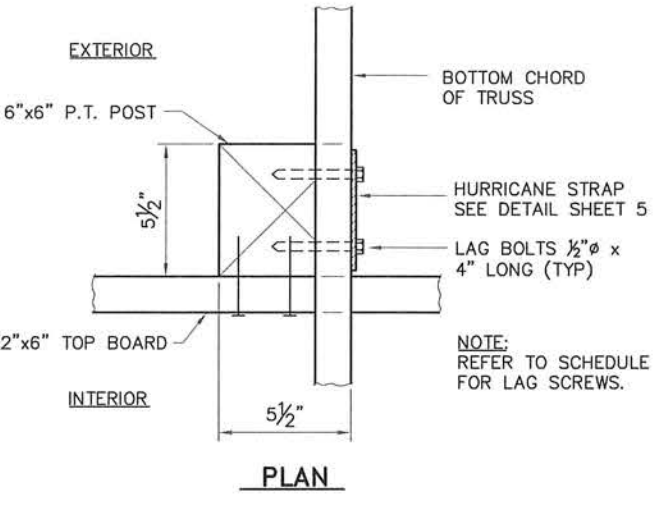 EXTERIOR
6"x6" P.T. POST
BOTTOM CHORD
OF TRUSS
5½"
HURRICANE STRAP
SEE DETAIL SHEET 5
LAG BOLTS ½"ø x
4" LONG (TYP)
2"x6" TOP BOARD
NOTE:
REFER TO SCHEDULE
FOR LAG SCREWS.
INTERIOR
5½"
PLAN